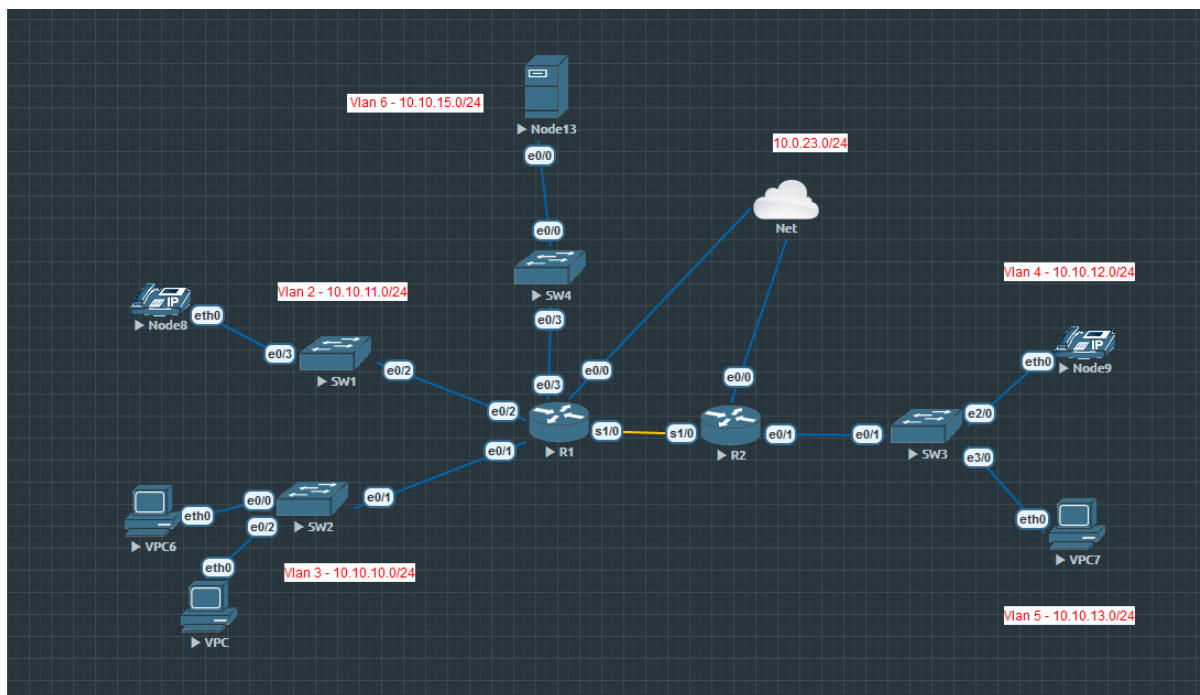 Vlan 6 - 10.10.15.0/24
Node13
e0/0
10.0.23.0/24
Net
e0/0
SW4
e0/3
Vlan 4 - 10.10.12.0/24
Vlan 2 - 10.10.11.0/24
IP
Node8
eth0
e0/3
SW1
e0/2
e0/2
e0/3
e0/0
e0/0
IP
Node9
eth0
e2/0
R1
s1/0
s1/0
R2
e0/1
e0/1
SW3
e0/1
e3/0
VPC6
eth0
e0/0
e0/2
SW2
e0/1
eth0
VPC7
eth0
VPC
Vlan 3 - 10.10.10.0/24
Vlan 5 - 10.10.13.0/24